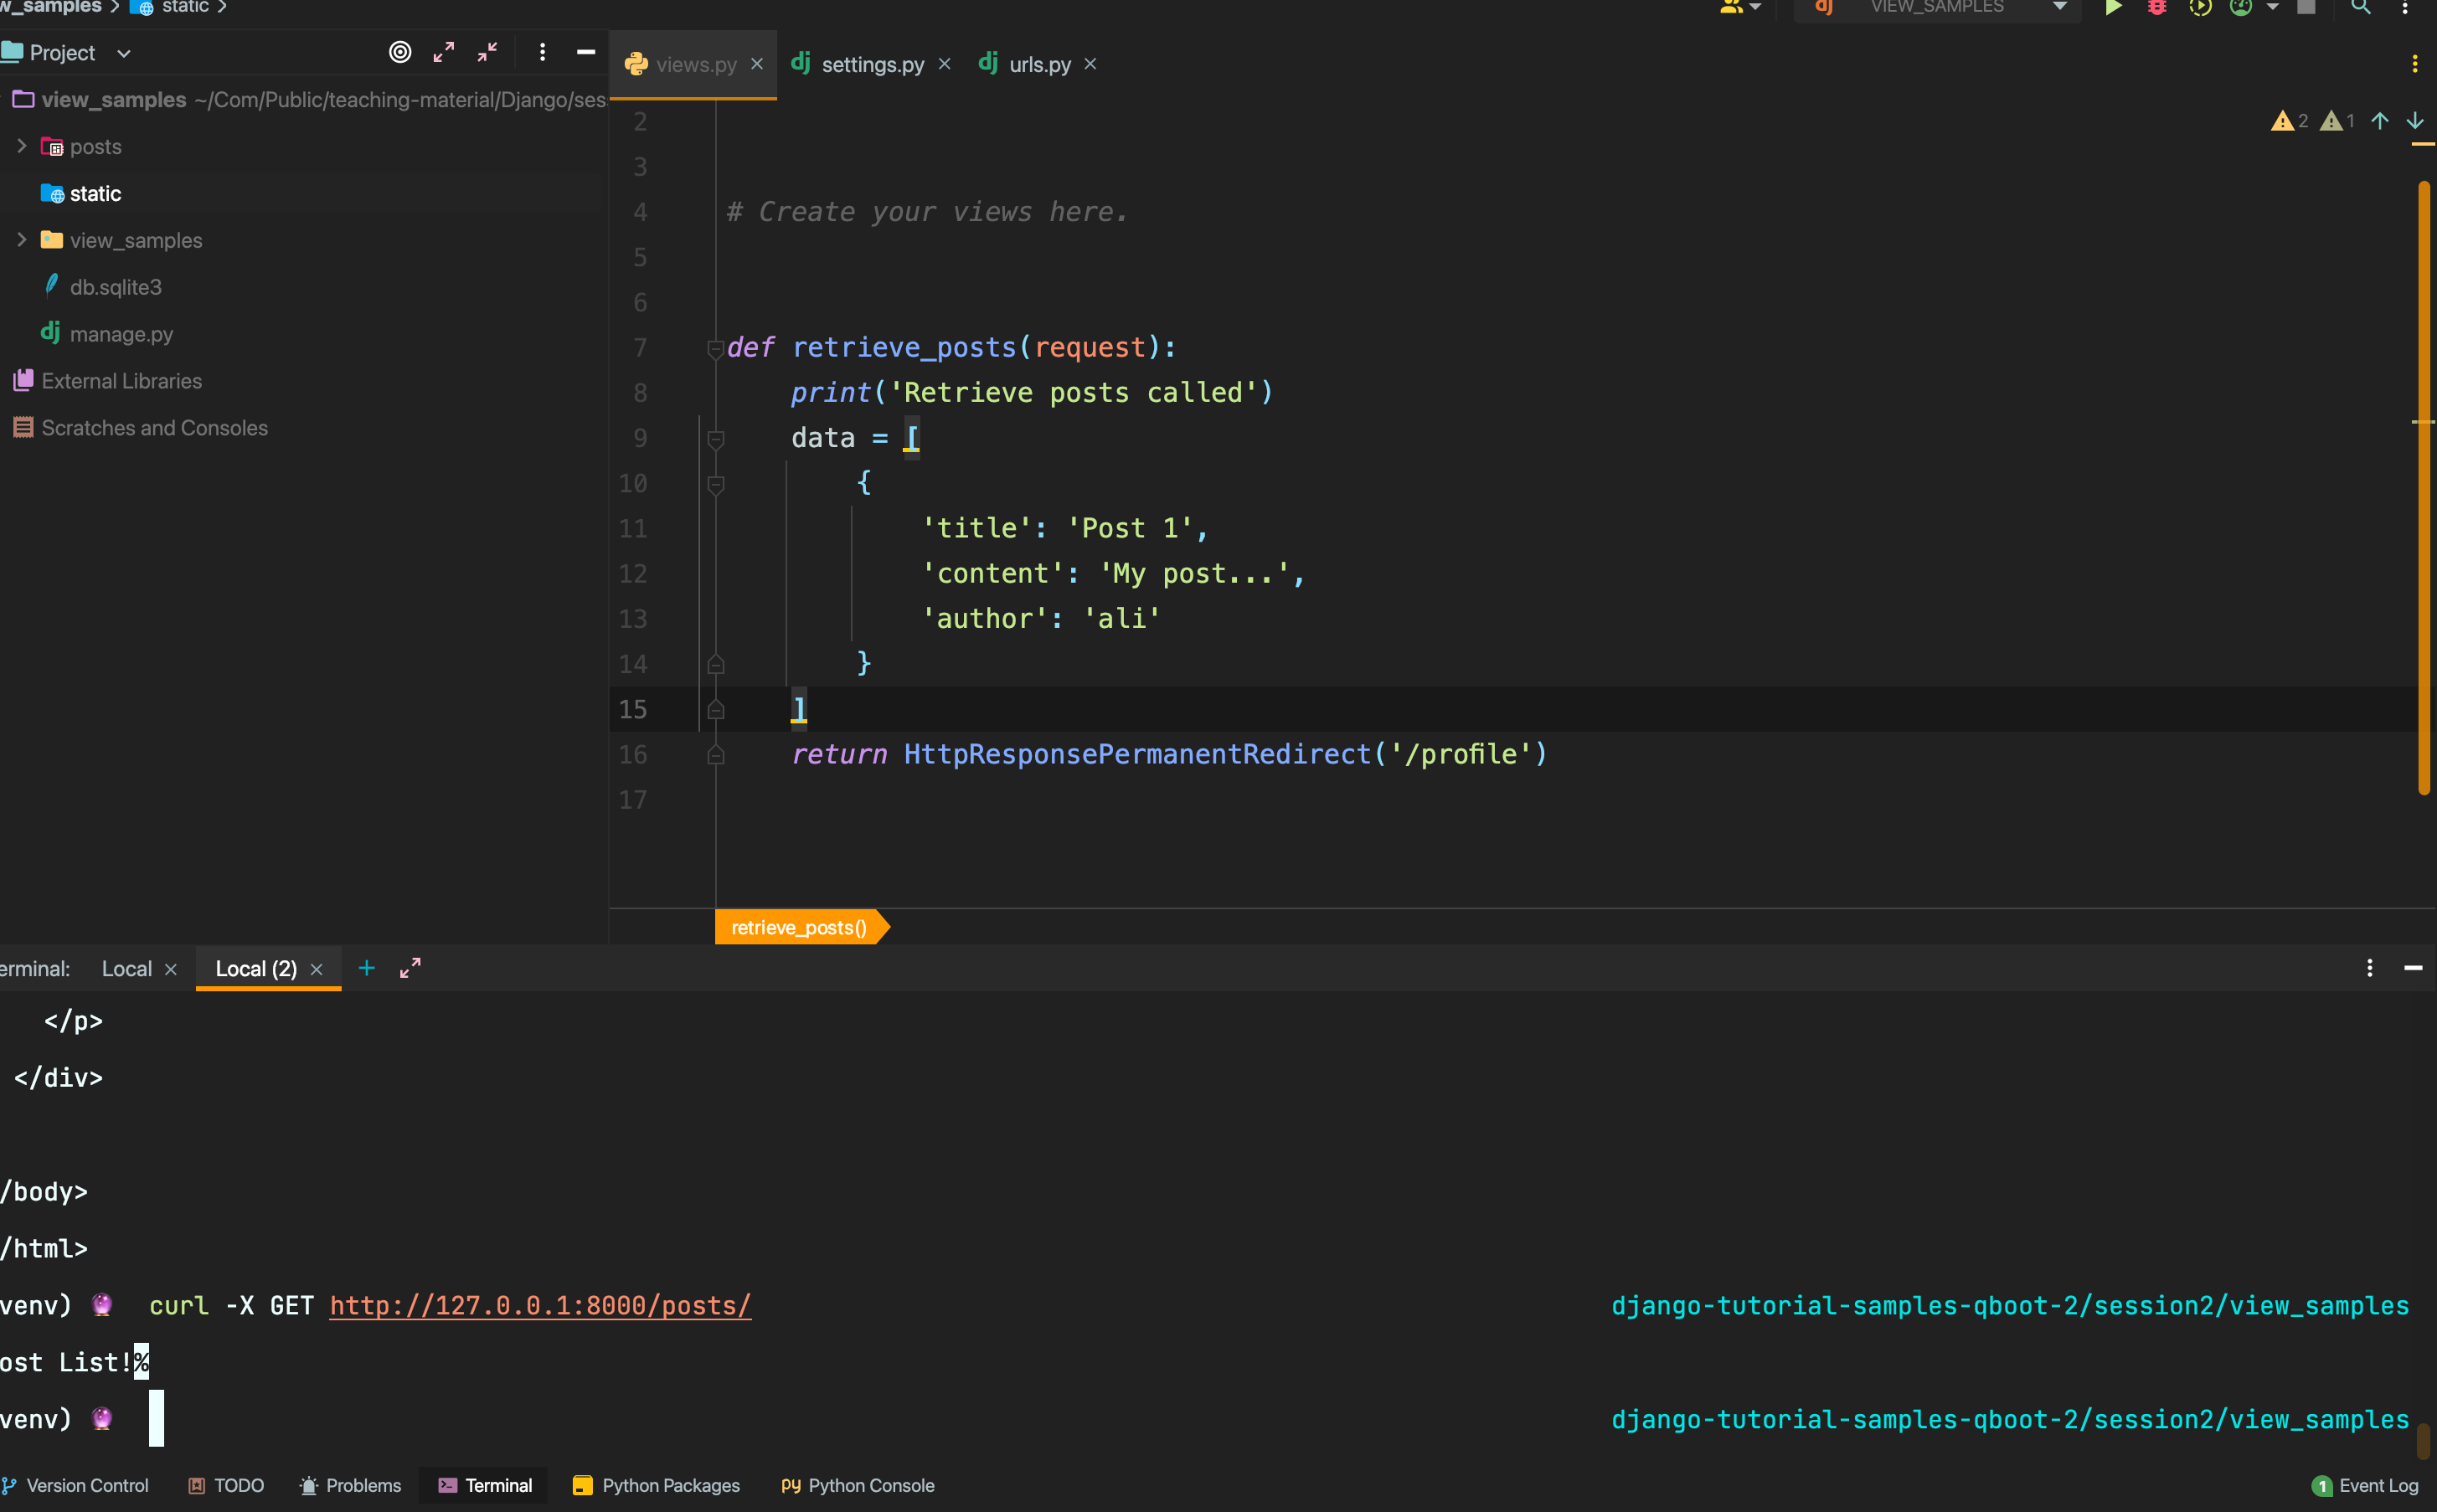 w_samples > static >
VIEW_SAMPLES
Project
views.py
settings.py
urls.py
view_samples ~/Com/Public/teaching-material/Django/ses
posts
static
view_samples
db.sqlite3
manage.py
External Libraries
Scratches and Consoles
2 1
2
3
4 # Create your views here.
5
6
7 def retrieve_posts(request):
8 print('Retrieve posts called')
9 data = [
10 {
11 'title': 'Post 1',
12 'content': 'My post...',
13 'author': 'ali'
14 }
15 ]
16 return HttpResponsePermanentRedirect('/profile')
17
retrieve_posts()
erminal: Local Local (2)
</p>
</div>
/body>
/html>
venv) curl -X GET http://127.0.0.1:8000/posts/ django-tutorial-samples-qboot-2/session2/view_samples
ost List!%
venv) django-tutorial-samples-qboot-2/session2/view_samples
Version Control TODO Problems Terminal Python Packages Python Console 1 Event Log